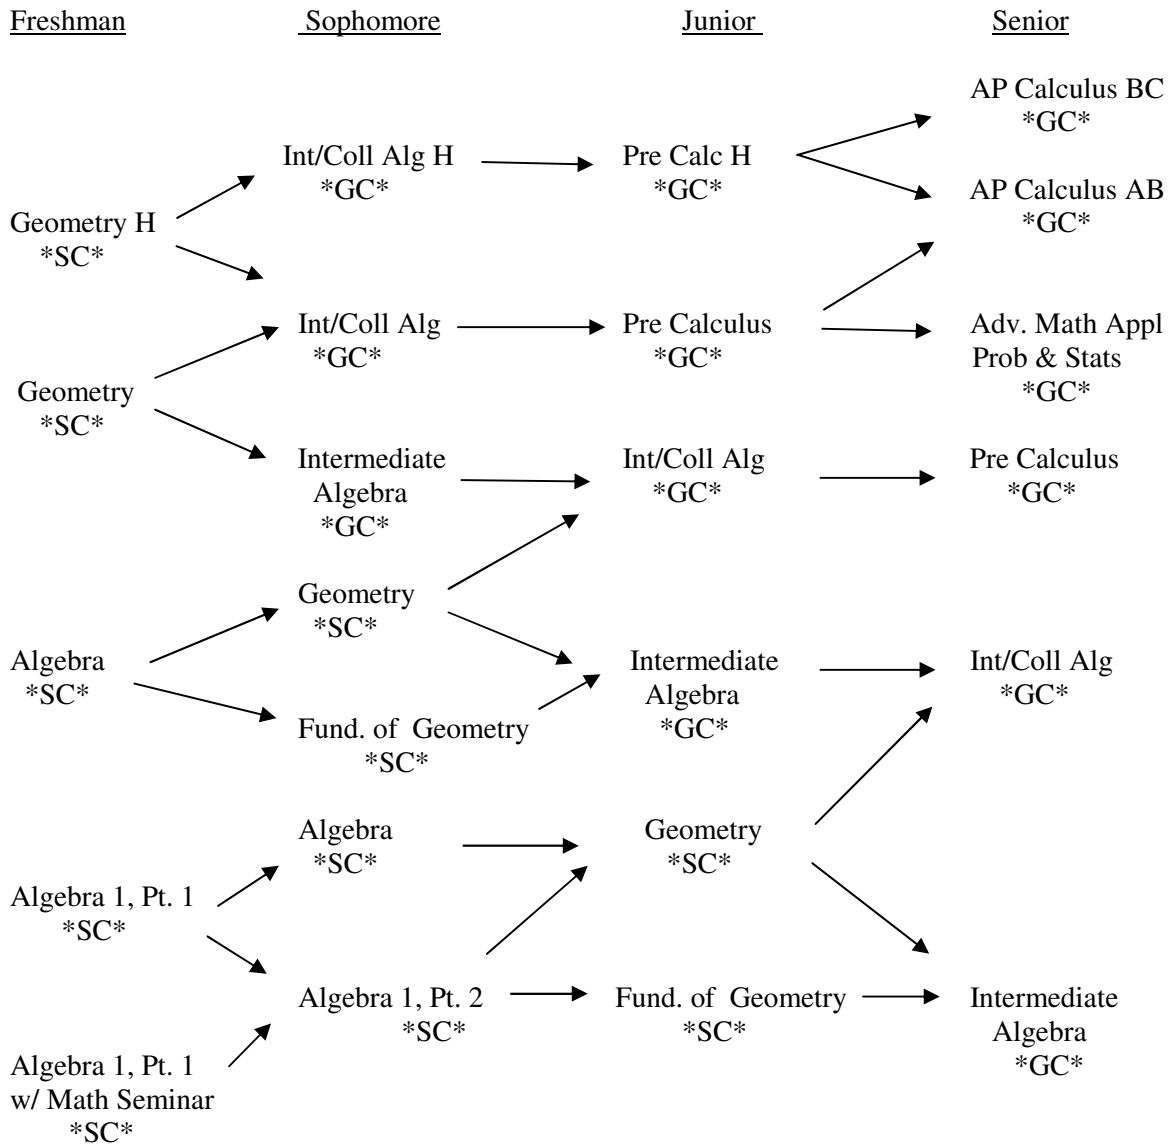 Freshman Sophomore Junior Senior
AP Calculus BC
*GC*
Int/Coll Alg H Pre Calc H
*GC* *GC*
AP Calculus AB
*GC*
Geometry H
*SC*
Int/Coll Alg Pre Calculus Adv. Math Appl
*GC* *GC* Prob & Stats
*GC*
Geometry
*SC*
Intermediate Int/Coll Alg Pre Calculus
Algebra *GC* *GC*
*GC*
Geometry
*SC*
Algebra Intermediate Int/Coll Alg
*SC* Algebra *GC*
*GC*
Fund. of Geometry
*SC*
Algebra Geometry
*SC* *SC*
Algebra 1, Pt. 1
*SC*
Algebra 1, Pt. 2 Fund. of Geometry Intermediate
*SC* *SC* Algebra
*GC*
Algebra 1, Pt. 1
w/ Math Seminar
*SC*